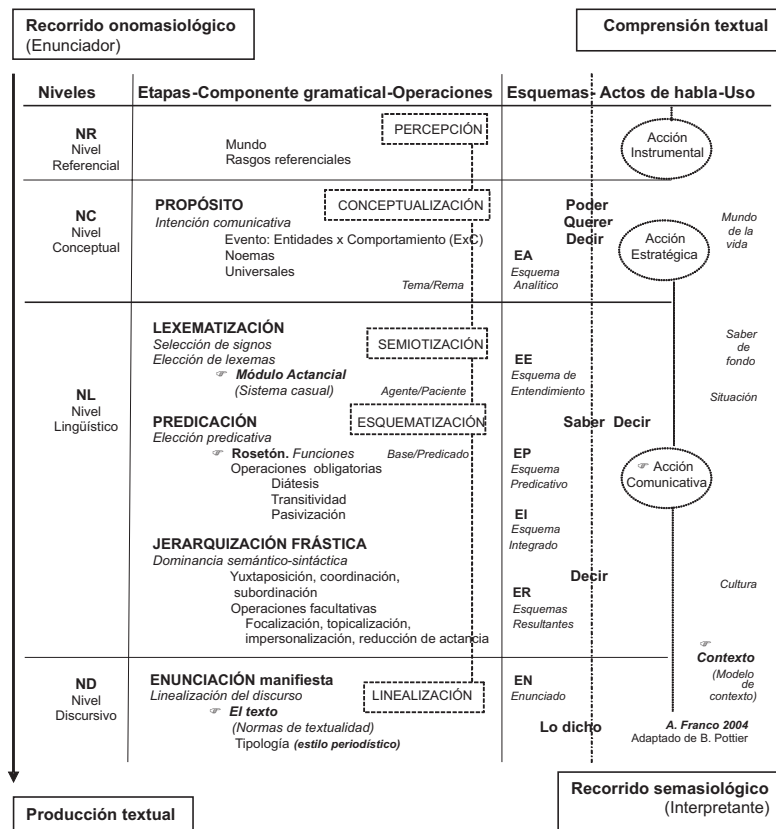 Recorrido onomasiológico
(Enunciador)
Comprensión textual
Niveles
Etapas-Componente gramatical-Operaciones
Esquemas- Actos de habla-Uso
NR
Nivel
Referencial
PERCEPCIÓN
Mundo
Rasgos referenciales
Acción
Instrumental
NC
Nivel
Conceptual
PROPÓSITO
Intención comunicativa
CONCEPTUALIZACIÓN
Evento: Entidades x Comportamiento (ExC)
Noemas
Universales
Tema/Rema
EA
Esquema
Analítico
Poder
Querer
Decir
Acción
Estratégica
Mundo
de la
vida
NL
Nivel
Lingüístico
LEXEMATIZACIÓN
Selección de signos
Elección de lexemas
☞ Módulo Actancial
(Sistema casual)
SEMIOTIZACIÓN
Agente/Paciente
EE
Esquema de
Entendimiento
Saber
de
fondo
Situación
PREDICACIÓN
Elección predicativa
☞ Rosetón. Funciones
Operaciones obligatorias
Diátesis
Transitividad
Pasivización
ESQUEMATIZACIÓN
Base/Predicado
Saber Decir
EP
Esquema
Predicativo
☞ Acción
Comunicativa
EI
Esquema
Integrado
JERARQUIZACIÓN FRÁSTICA
Dominancia semántico-sintáctica
Yuxtaposición, coordinación,
subordinación
Operaciones facultativas
Focalización, topicalización,
impersonalización, reducción de actancia
Decir
ER
Esquemas
Resultantes
Cultura
☞
Contexto
(Modelo
de
contexto)
ND
Nivel
Discursivo
ENUNCIACIÓN manifiesta
Linealización del discurso
☞ El texto
(Normas de textualidad)
Tipología (estilo periodístico)
LINEALIZACIÓN
EN
Enunciado
Lo dicho
A. Franco 2004
Adaptado de B. Pottier
Producción textual
Recorrido semasiológico
(Interpretante)